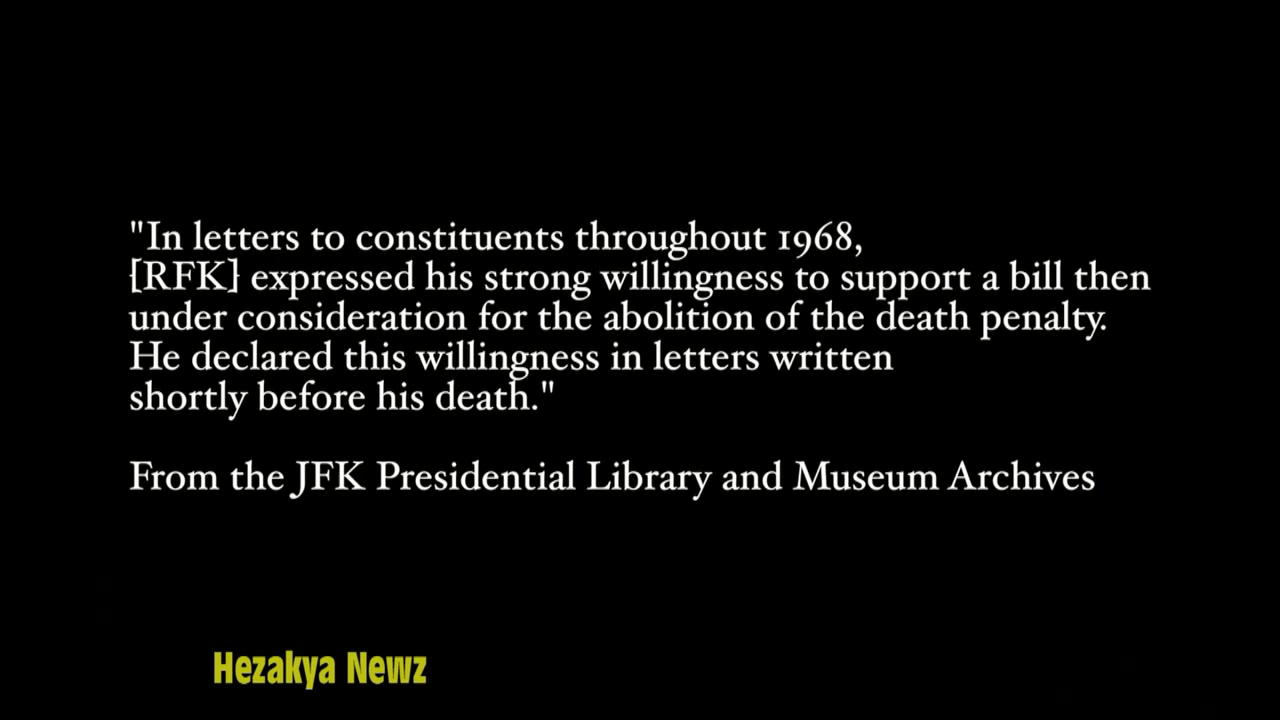 "In letters to constituents throughout 1968,
[RFK] expressed his strong willingness to support a bill then
under consideration for the abolition of the death penalty.
He declared this willingness in letters written
shortly before his death."
From the JFK Presidential Library and Museum Archives
Hezakya Newz